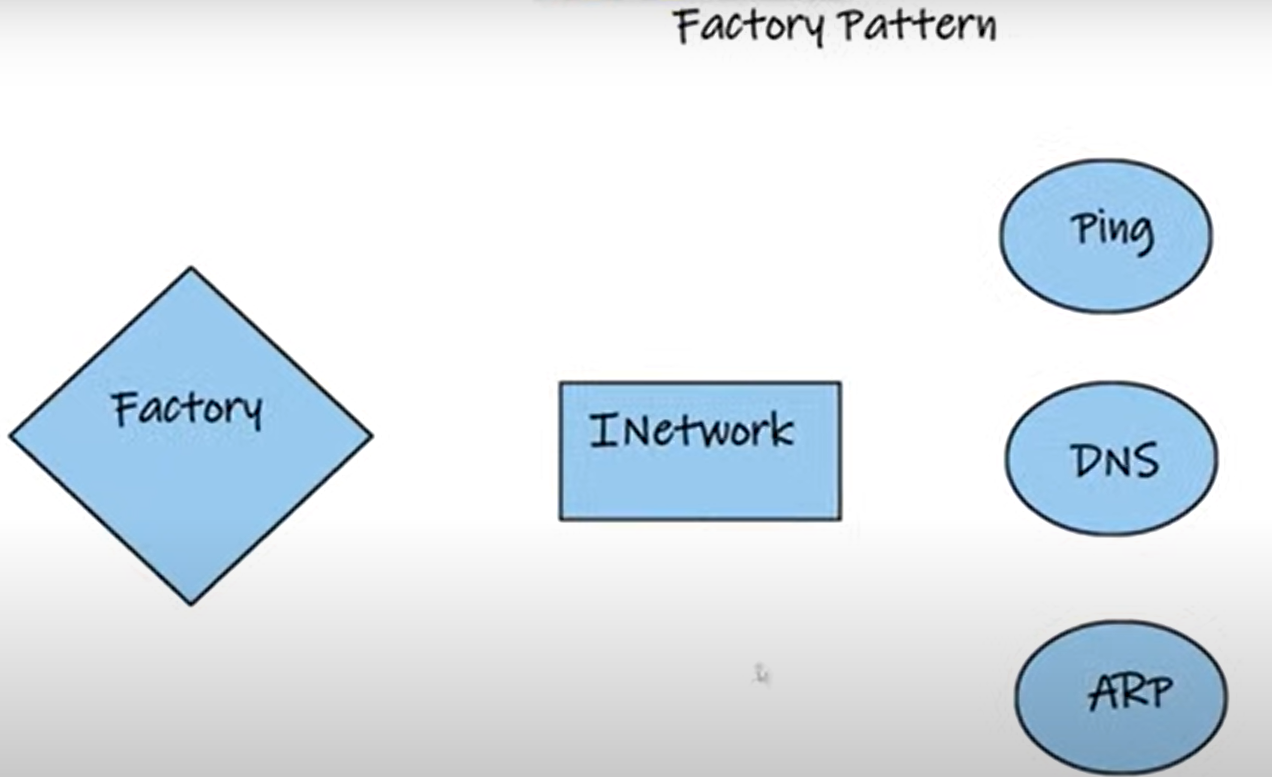 Factory Pattern
Ping
Factory
INetwork
DNS
ARP